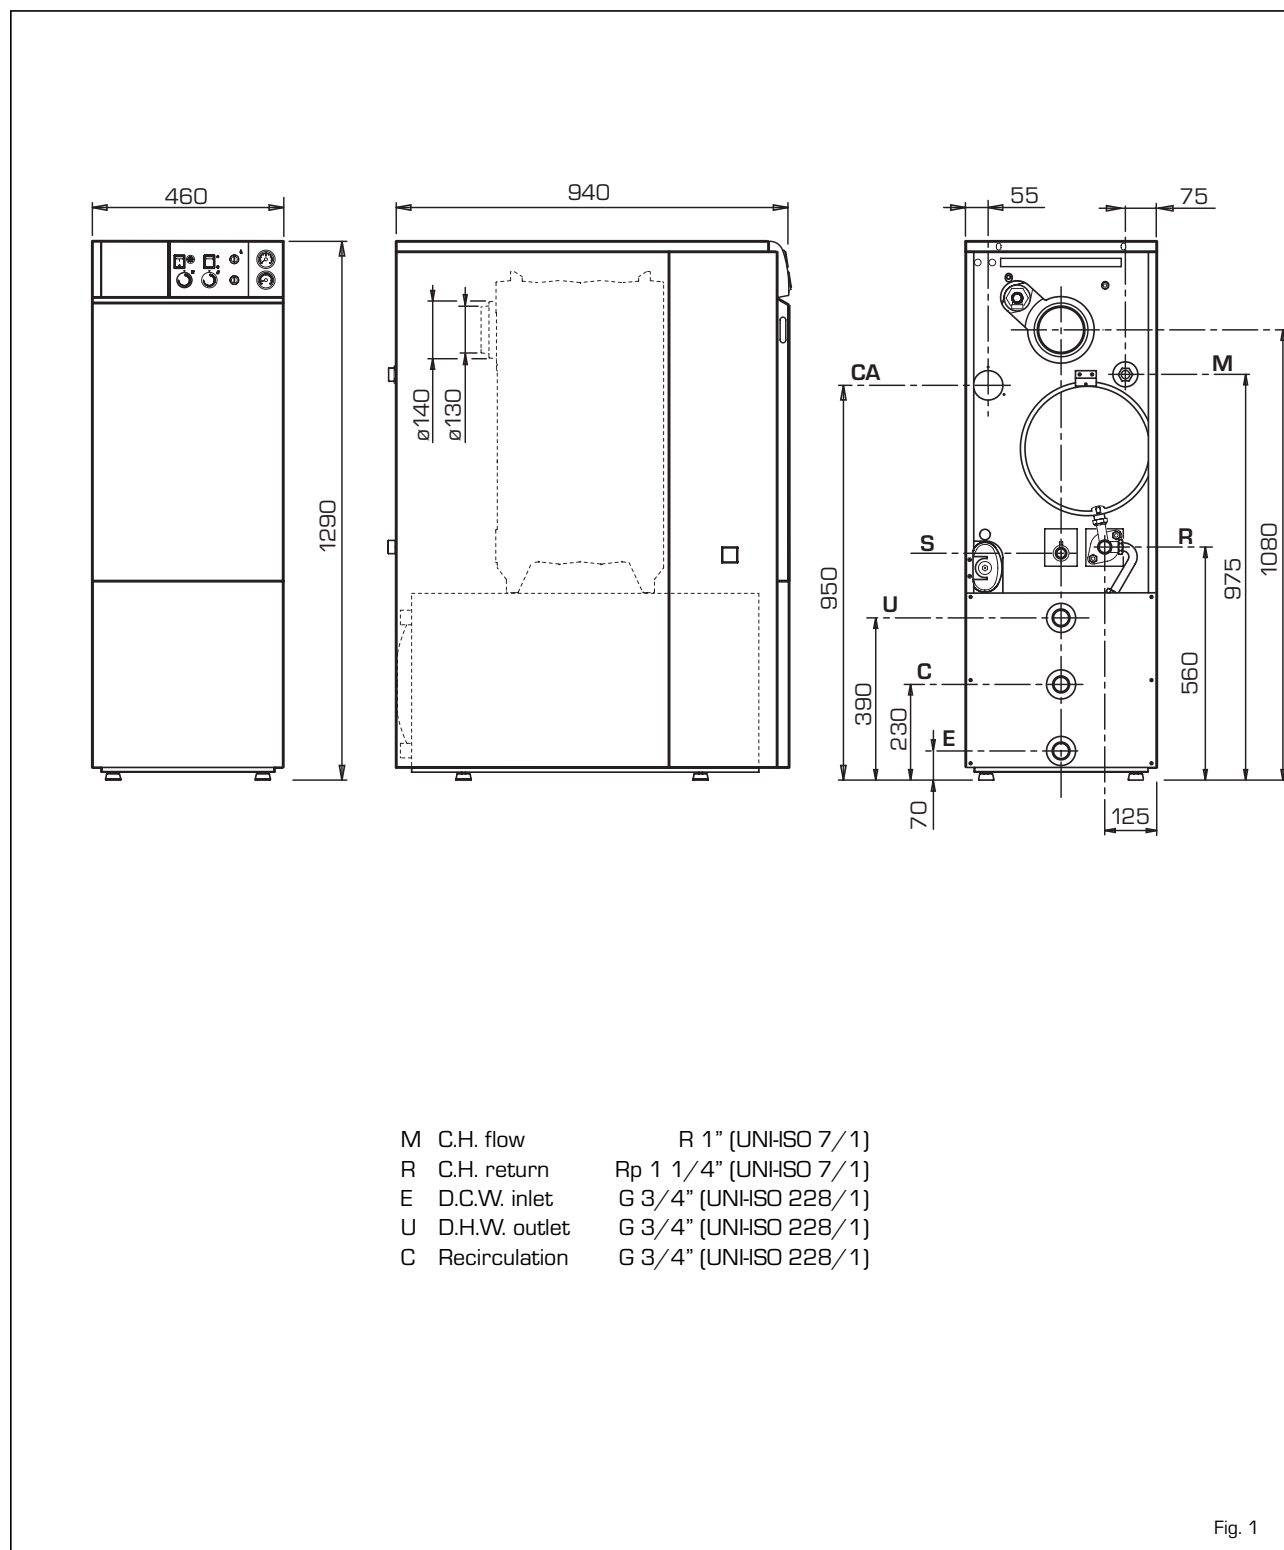 460
940
55
75
CA
M
ø140
ø130
1290
S
R
1080
950
975
U
C
390
560
230
E
70
125
M C.H. flow R 1” (UNI-ISO 7/1)
R C.H. return Rp 1 1/4” (UNI-ISO 7/1)
E D.C.W. inlet G 3/4” (UNI-ISO 228/1)
U D.H.W. outlet G 3/4” (UNI-ISO 228/1)
C Recirculation G 3/4” (UNI-ISO 228/1)
Fig. 1